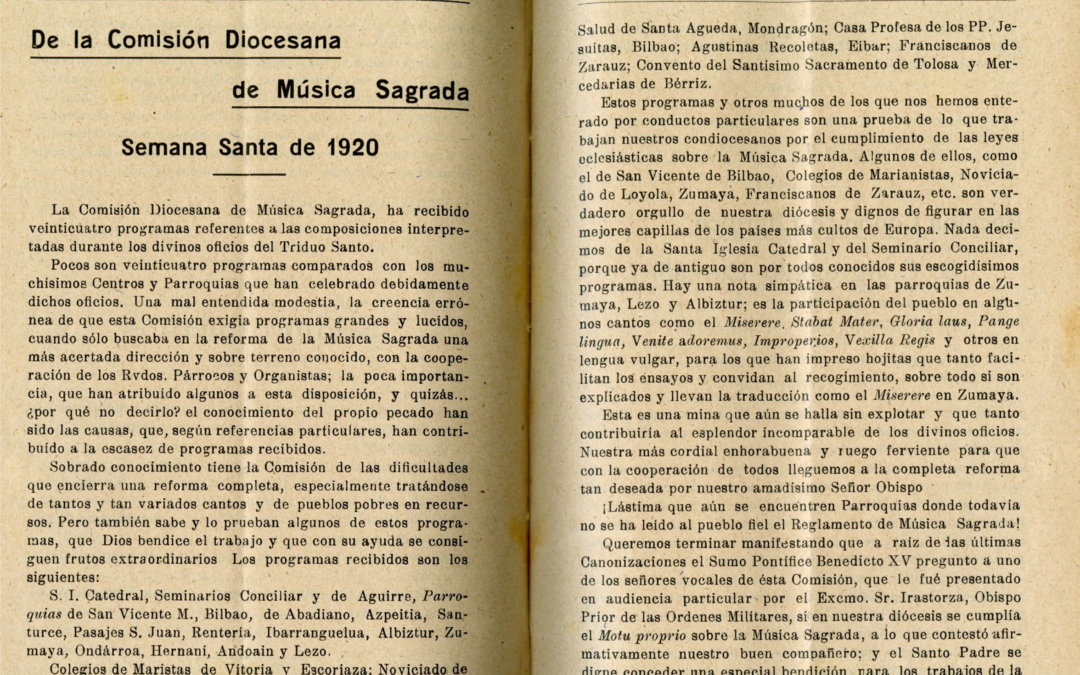 De la Comisión Diocesana
de Música Sagrada
Semana Santa de 1920
La Comisión Diocesana de Música Sagrada, ha recibido
veinticuatro programas referentes a las composiciones interpre-
tadas durante los divinos oficios del Triduo Santo.
Pocos son veinticuatro programas comparados con los mu-
chísimos Centros y Parroquias que han celebrado debidamente
dichos oficios. Una mal entendida modestia, la creencia erró-
nea de que esta Comisión exigia programas grandes y lucidos,
cuando sólo buscaba en la reforma de la Música Sagrada una
más acertada dirección y sobre terreno conocido, con la coope-
ración de los Rvdos. Párrocos y Organistas; la poca importan-
cia, que han atribuido algunos a esta disposición, y quizás...
¿por qué no decirlo? el conocimiento del propio pecado han
sido las causas, que, según referencias particulares, han contri-
buído a la escasez de programas recibidos.
Sobrado conocimiento tiene la Comisión de las dificultades
que encierra una reforma completa, especialmente tratándose
de tantos y tan variados cantos y de pueblos pobres en recur-
sos. Pero también sabe y lo prueban algunos de estos progra-
mas, que Dios bendice el trabajo y que con su ayuda se consi-
guen frutos extraordinarios Los programas recibidos son los
siguientes:
S. I. Catedral, Seminarios Conciliar y de Aguirre, Parro-
quias de San Vicente M., Bilbao, de Abadiano, Azpeitia, San-
turce, Pasajes S. Juan, Rentería, Ibarranguelua, Albiztur, Zu-
maya, Ondárroa, Hernani, Andoain y Lezo.
Colegios de Maristas de Vitoria y Escoriaza; Noviciado de
Salud de Santa Agueda, Mondragón; Casa Profesa de los PP. Je-
suítas, Bilbao; Agustinas Recoletas, Eibar; Franciscanos de
Zarauz; Convento del Santísimo Sacramento de Tolosa y Mer-
cedarias de Bérriz.
Estos programas y otros muchos de los que nos hemos ente-
rado por conductos particulares son una prueba de lo que tra-
bajan nuestros condiocesanos por el cumplimiento de las leyes
eclesiásticas sobre la Música Sagrada. Algunos de ellos, como
el de San Vicente de Bilbao, Colegios de Marianistas, Novicia-
do de Loyola, Zumaya, Franciscanos de Zarauz, etc. son ver-
dadero orgullo de nuestra diócesis y dignos de figurar en las
mejores capillas de los países más cultos de Europa. Nada deci-
mos de la Santa Iglesia Catedral y del Seminario Conciliar,
porque ya de antiguo son por todos conocidos sus escogidísimos
programas. Hay una nota simpática en las parroquias de Zu-
maya, Lezo y Albiztur; es la participación del pueblo en algu-
nos cantos como el Miserere, Stabat Mater, Gloria laus, Pange
lingua, Venite adoremus, Improperios, Vexilla Regis y otros en
lengua vulgar, para los que han impreso hojitas que tanto faci-
litan los ensayos y convidan al recogimiento, sobre todo si son
explicados y llevan la traducción como el Miserere en Zumaya.
Esta es una mina que aún se halla sin explotar y que tanto
contribuiría al esplendor incomparable de los divinos oficios.
Nuestra más cordial enhorabuena y ruego ferviente para que
con la cooperación de todos lleguemos a la completa reforma
tan deseada por nuestro amadísimo Señor Obispo
¡Lástima que aún se encuentren Parroquias donde todavía
no se ha leido al pueblo fiel el Reglamento de Música Sagrada!
Queremos terminar manifestando que a raíz de las últimas
Canonizaciones el Sumo Pontífice Benedicto XV pregunto a uno
de los señores vocales de ésta Comisión, que le fué presentado
en audiencia particular por el Excmo. Sr. Irastorza, Obispo
Prior de las Ordenes Militares, si en nuestra diócesis se cumplía
el Motu proprio sobre la Música Sagrada, a lo que contestó afir-
mativamente nuestro buen compañero; y el Santo Padre se
digne conceder una especial bendición para los trabajos de la